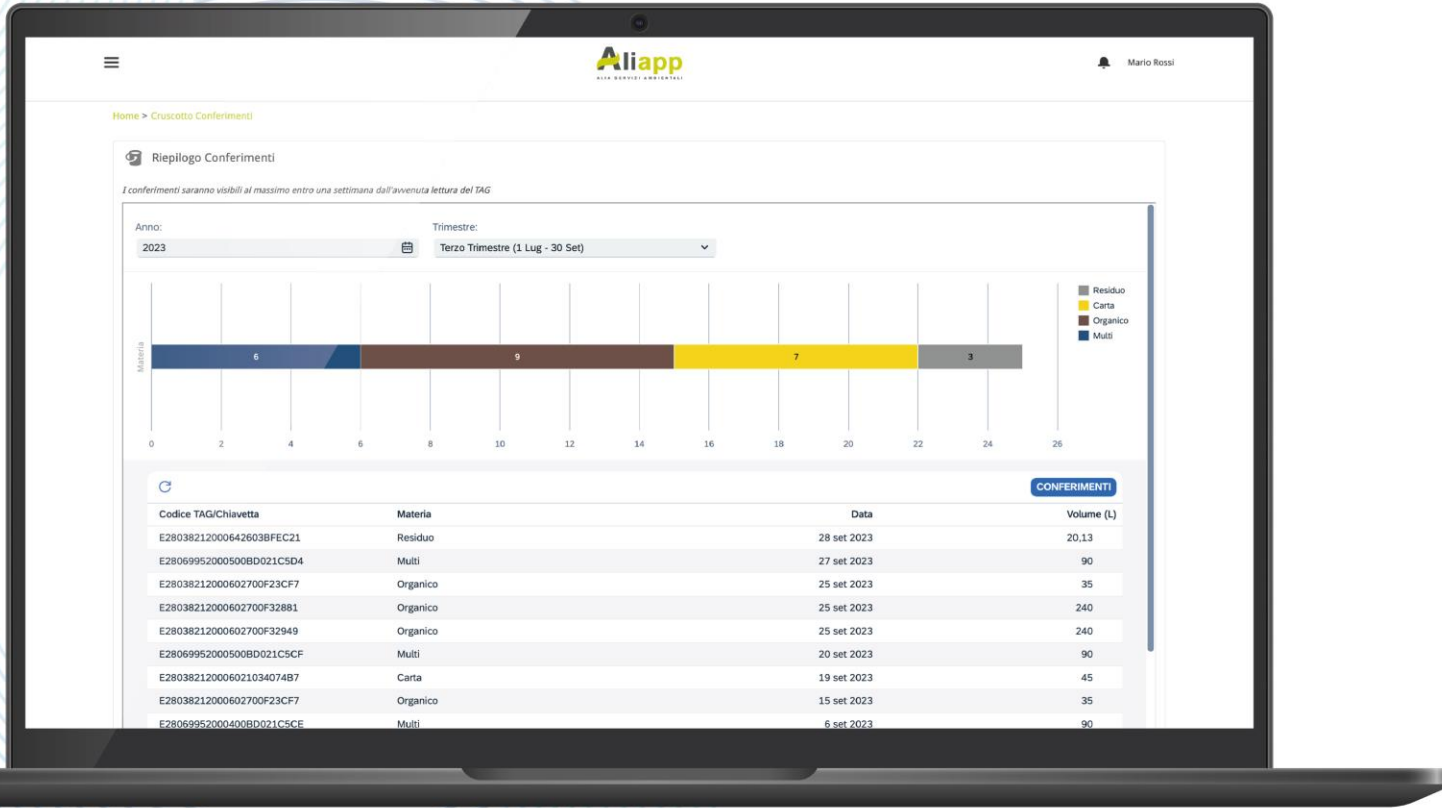 Aliapp
ALIA SERVIZI AMBIENTALI
Mario Rossi
Home > Cruscotto Conferimenti
Riepilogo Conferimenti
I conferimenti saranno visibili al massimo entro una settimana dall'avvenuta lettura del TAG
Anno: Trimestre:
2023 Terzo Trimestre (1 Lug - 30 Set)
Residuo
Carta
Organico
Multi
Materia
6 9 7 3
0 2 4 6 8 10 12 14 16 18 20 22 24 26
CONFERIMENTI
Codice TAG/Chiavetta Materia Data Volume (L)
E28038212000642603BFEC21 Residuo 28 set 2023 20,13
E28069952000500BD021C5D4 Multi 27 set 2023 90
E28038212000602700F23CF7 Organico 25 set 2023 35
E28038212000602700F32881 Organico 25 set 2023 240
E28038212000602700F32949 Organico 25 set 2023 240
E28069952000500BD021C5CF Multi 20 set 2023 90
E280382120006021034074B7 Carta 19 set 2023 45
E28038212000602700F23CF7 Organico 15 set 2023 35
E28069952000400BD021C5CE Multi 6 set 2023 90